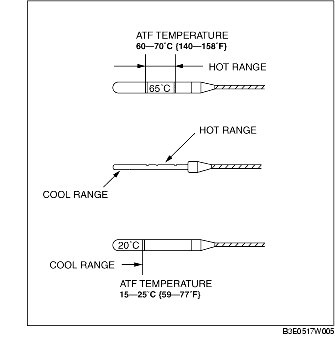 ATF TEMPERATURE
60—70˚C {140—158˚F}
HOT RANGE
65˚C
HOT RANGE
COOL RANGE
20˚C
COOL RANGE
ATF TEMPERATURE
15—25˚C {59—77˚F}
B3E0517W005